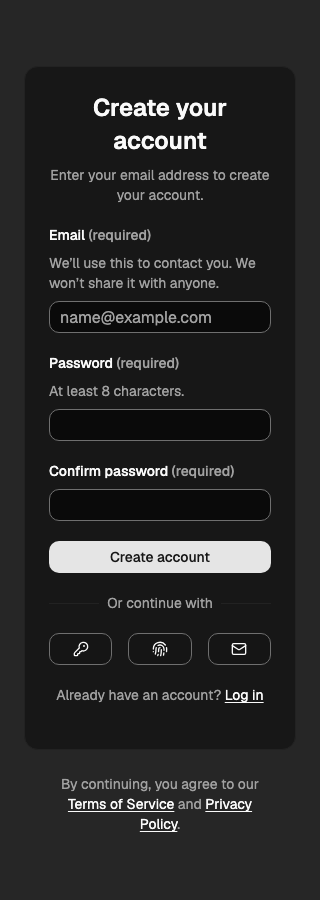 Create your
account
Enter your email address to create
your account.
Email (required)
We’ll use this to contact you. We
won’t share it with anyone.
name@example.com
Password (required)
At least 8 characters.
Confirm password (required)
Create account
Or continue with
Already have an account? Log in
By continuing, you agree to our
Terms of Service and Privacy
Policy.